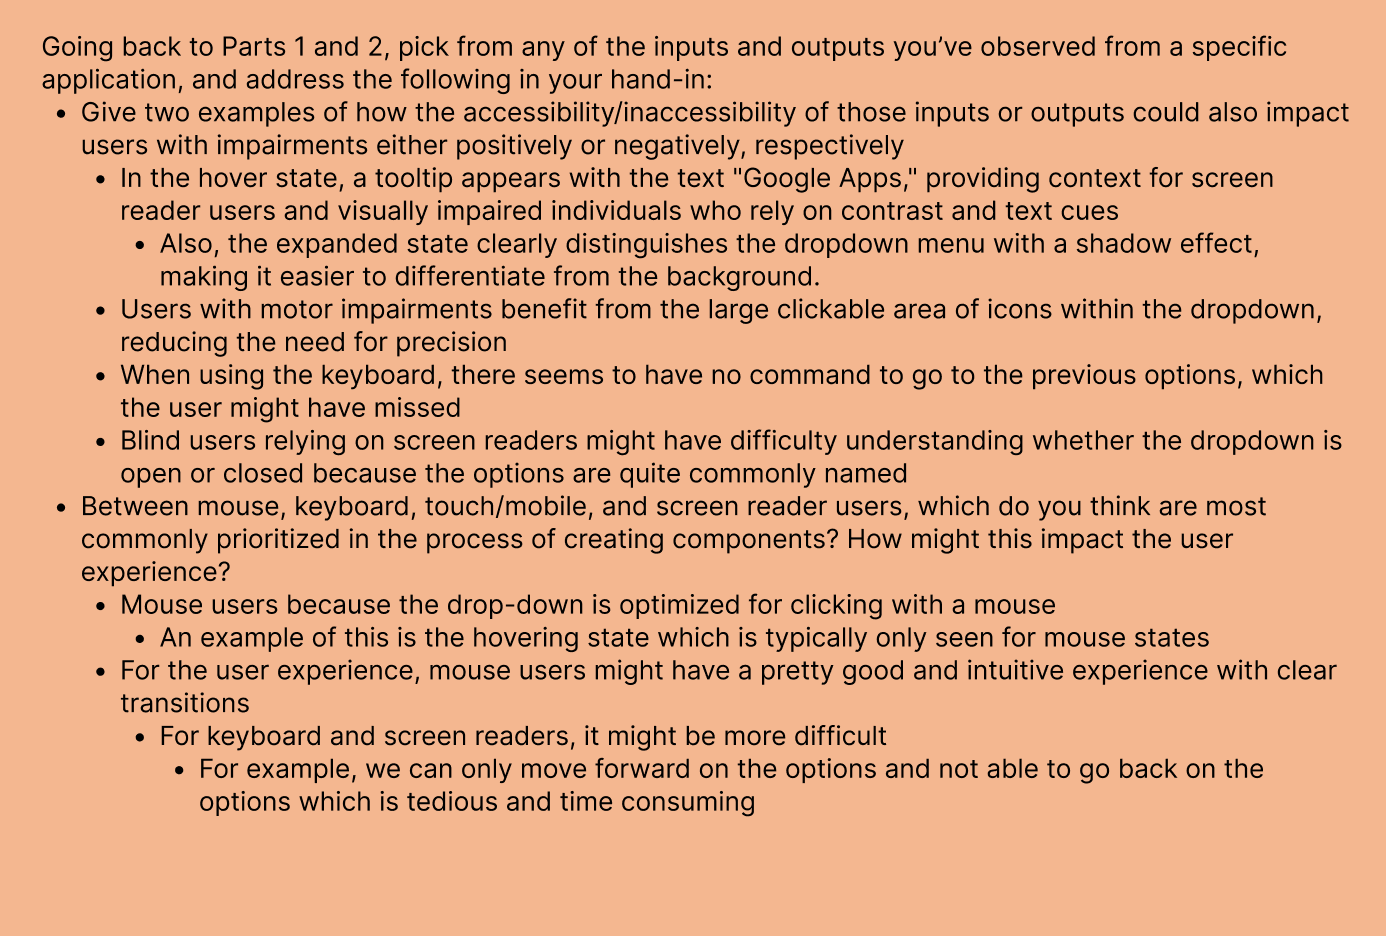 Going back to Parts 1 and 2, pick from any of the inputs and outputs you’ve observed from a specific
application, and address the following in your hand-in:
• Give two examples of how the accessibility/inaccessibility of those inputs or outputs could also impact
users with impairments either positively or negatively, respectively
• In the hover state, a tooltip appears with the text "Google Apps," providing context for screen
reader users and visually impaired individuals who rely on contrast and text cues
• Also, the expanded state clearly distinguishes the dropdown menu with a shadow effect,
making it easier to differentiate from the background.
• Users with motor impairments benefit from the large clickable area of icons within the dropdown,
reducing the need for precision
• When using the keyboard, there seems to have no command to go to the previous options, which
the user might have missed
• Blind users relying on screen readers might have difficulty understanding whether the dropdown is
open or closed because the options are quite commonly named
• Between mouse, keyboard, touch/mobile, and screen reader users, which do you think are most
commonly prioritized in the process of creating components? How might this impact the user
experience?
• Mouse users because the drop-down is optimized for clicking with a mouse
• An example of this is the hovering state which is typically only seen for mouse states
• For the user experience, mouse users might have a pretty good and intuitive experience with clear
transitions
• For keyboard and screen readers, it might be more difficult
• For example, we can only move forward on the options and not able to go back on the
options which is tedious and time consuming